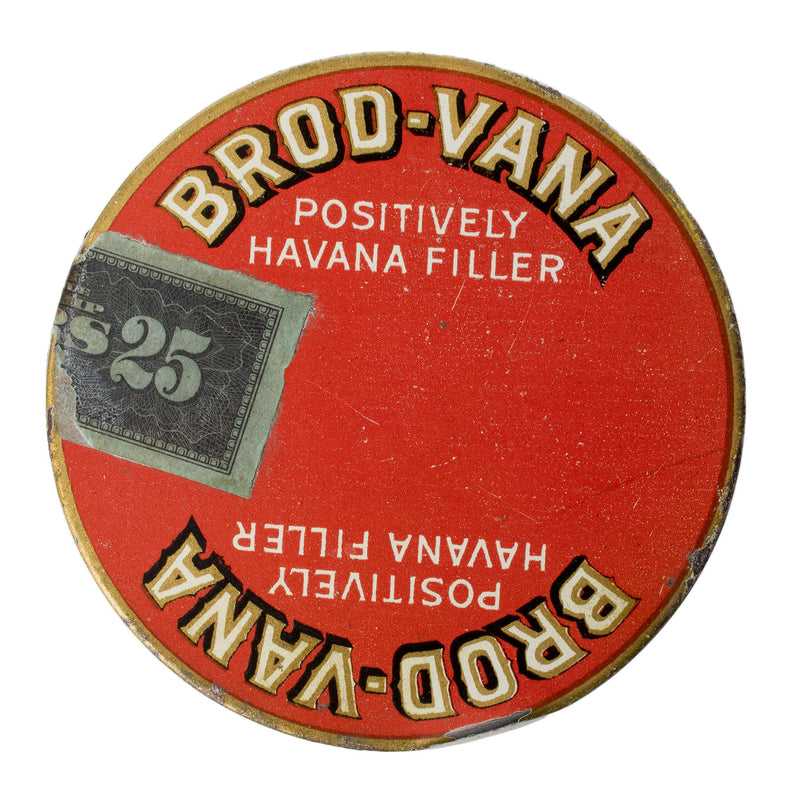 BROD-VANA
POSITIVELY
HAVANA FILLER
25
BROD-VANA
POSITIVELY
HAVANA FILLER